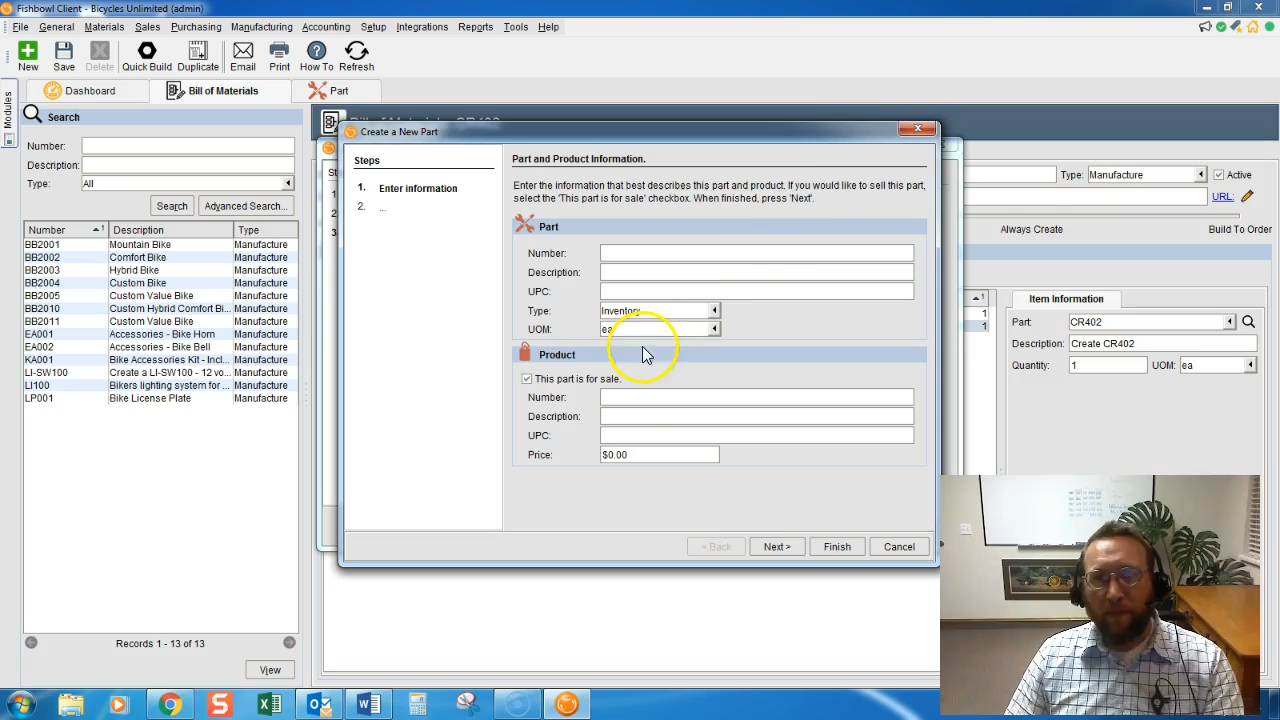 Fishbowl Client - Bicycles Unlimited (admin)
File General Materials Sales Purchasing Manufacturing Accounting Setup Integrations Reports Tools Help
New Save Delete Quick Build Duplicate Email Print How To Refresh
Modules
Dashboard Bill of Materials Part
Search
Number:
Description:
Type: All
Search Advanced Search...
Number 1 Description Type
BB2001 Mountain Bike Manufacture
BB2002 Comfort Bike Manufacture
BB2003 Hybrid Bike Manufacture
BB2004 Custom Bike Manufacture
BB2005 Custom Value Bike Manufacture
BB2010 Custom Hybrid Comfort Bi... Manufacture
BB2011 Custom Value Bike Manufacture
EA001 Accessories - Bike Horn Manufacture
EA002 Accessories - Bike Bell Manufacture
KA001 Bike Accessories Kit - Incl... Manufacture
LI-SW100 Create a LI-SW100 - 12 vo... Manufacture
LI100 Bikers lighting system for ... Manufacture
LP001 Bike License Plate Manufacture
Records 1 - 13 of 13
View
Create a New Part
Steps
1. Enter information
2. ...
Part and Product Information.
Enter the information that best describes this part and product. If you would like to sell this part,
select the 'This part is for sale' checkbox. When finished, press 'Next'.
Part
Number:
Description:
UPC:
Type: Inventory
UOM: ea
Product
This part is for sale.
Number:
Description:
UPC:
Price: $0.00
< Back Next > Finish Cancel
Type: Manufacture Active
URL:
Always Create Build To Order
1
1
1
Item Information
Part: CR402
Description: Create CR402
Quantity: 1 UOM: ea